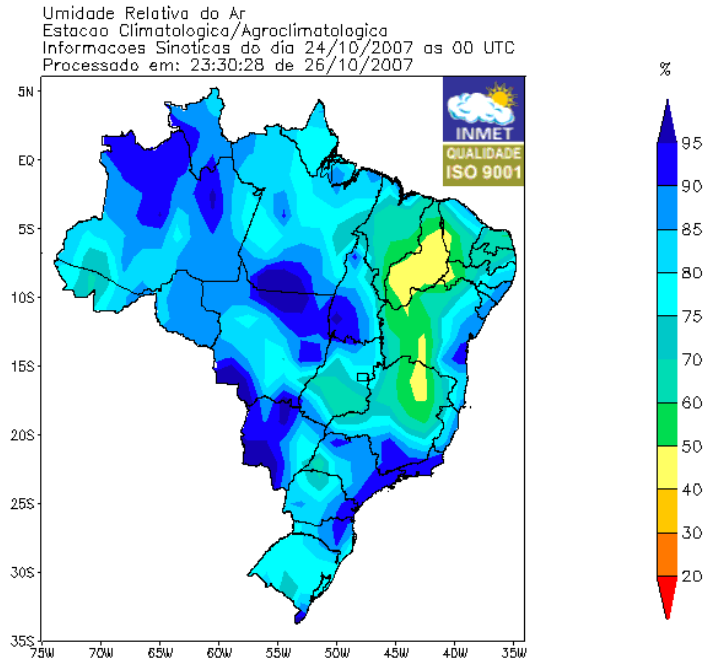 Umidade Relativa do Ar
Estacao Climatologica/Agroclimatologica
Informacoes Sinoticas do dia 24/10/2007 as 00 UTC
Processado em: 23:30:28 de 26/10/2007
%
5N
EQ
5S
10S
15S
20S
25S
30S
35S
75W 70W 65W 60W 55W 50W 45W 40W 35W
INMET
QUALIDADE
ISO 9001
95
90
85
80
70
60
50
40
30
20